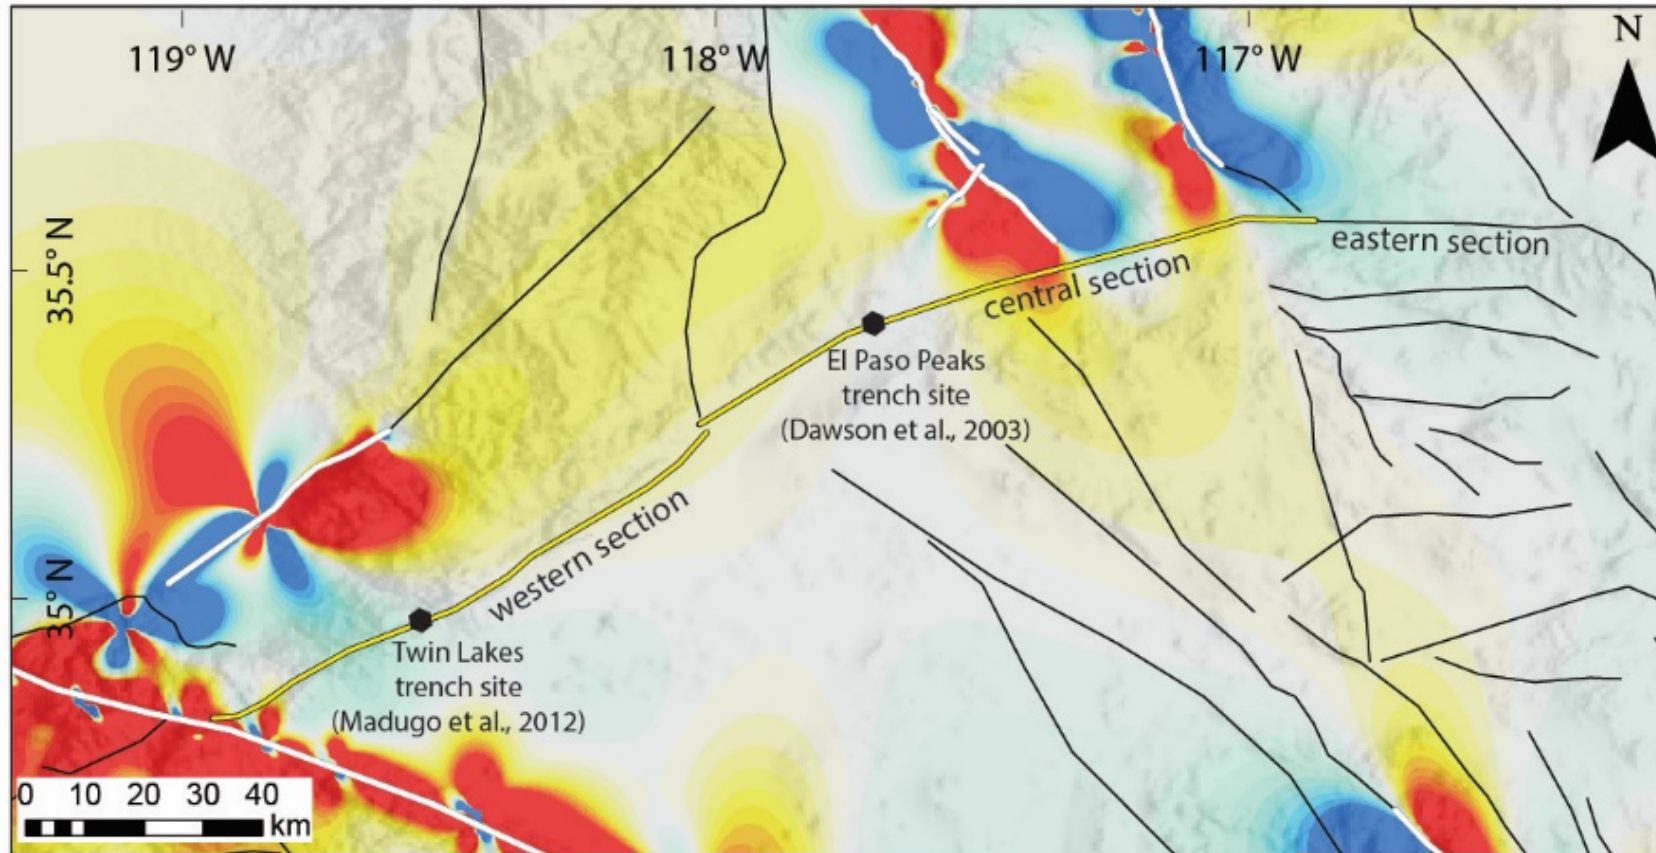 119° W
118° W
117° W
N
35.5° N
35° N
eastern section
central section
El Paso Peaks
trench site
(Dawson et al., 2003)
western section
Twin Lakes
trench site
(Madugo et al., 2012)
0 10 20 30 40
km